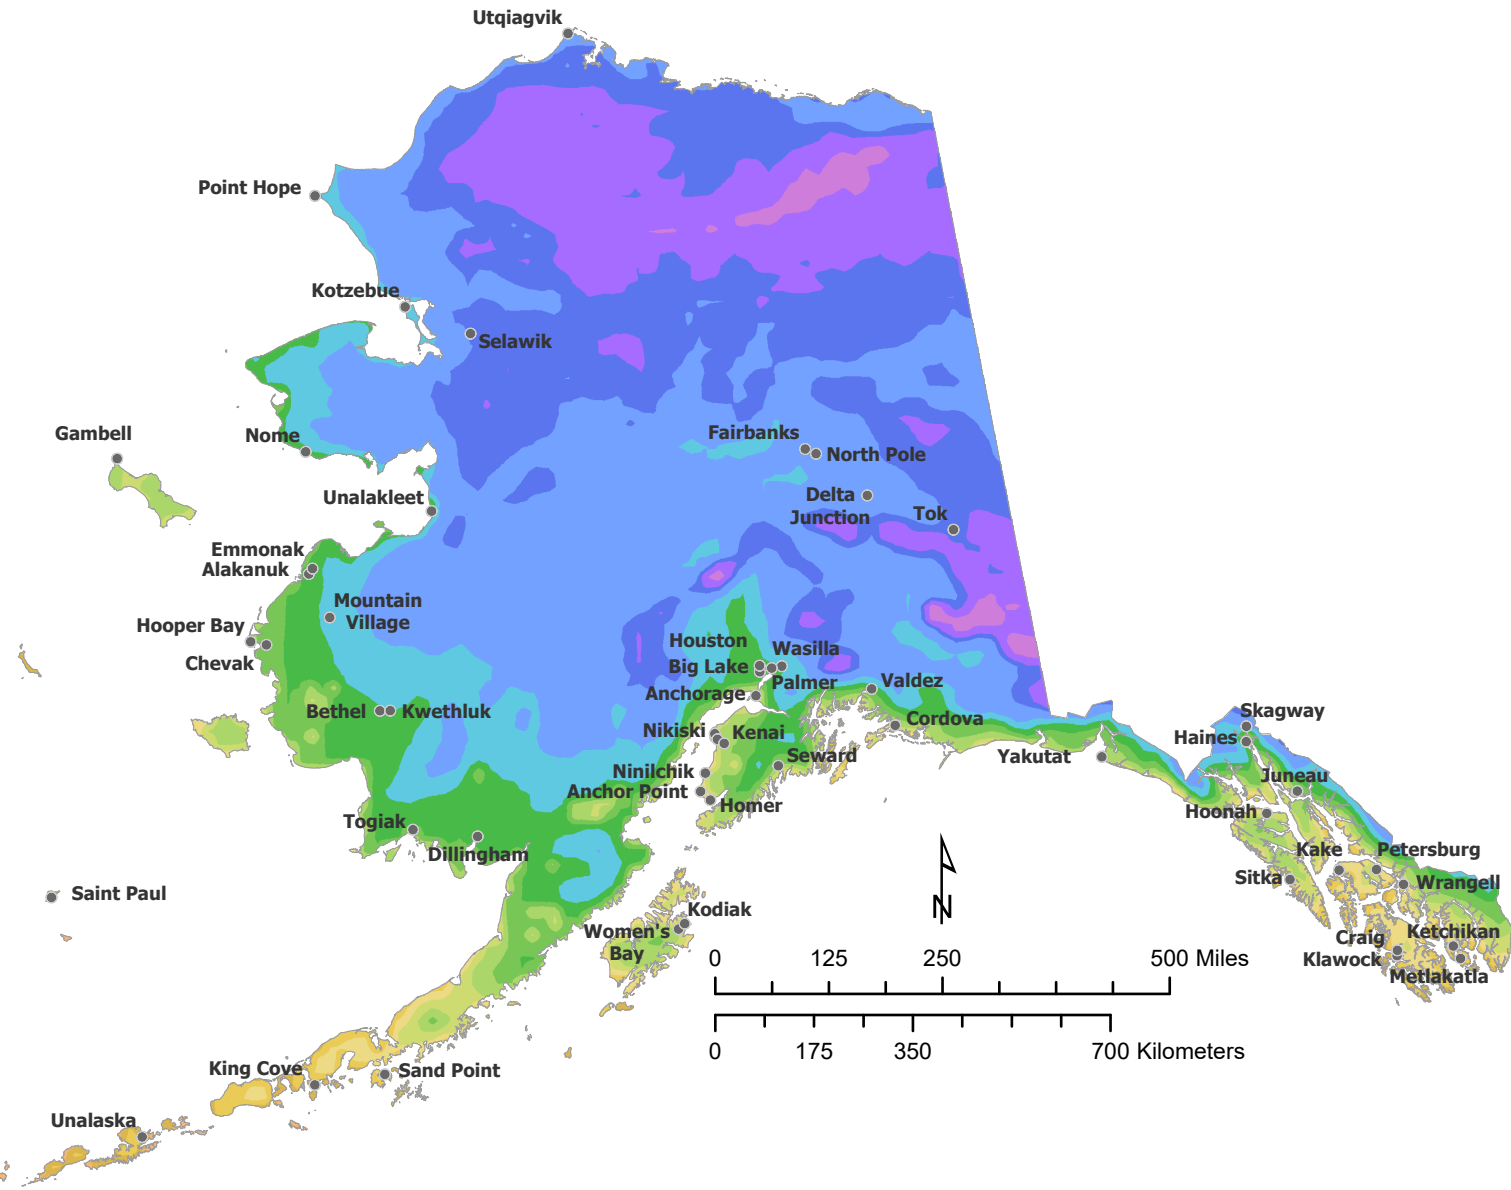 Utqiagvik
Point Hope
Kotzebue
Selawik
Gambell
Nome
Fairbanks
North Pole
Unalakleet
Delta
Junction
Tok
Emmonak
Alakanuk
Mountain
Village
Hooper Bay
Chevak
Houston
Wasilla
Big Lake
Palmer
Anchorage
Valdez
Bethel
Kwethluk
Cordova
Skagway
Nikiski
Kenai
Haines
Seward
Yakutat
Ninilchik
Juneau
Anchor Point
Homer
Hoonah
Togiak
Dillingham
Kake
Petersburg
Sitka
Wrangell
Saint Paul
N
Kodiak
Women's
Bay
Craig
Ketchikan
Klawock
Metlakatla
0 125 250 500 Miles
0 175 350 700 Kilometers
King Cove
Sand Point
Unalaska